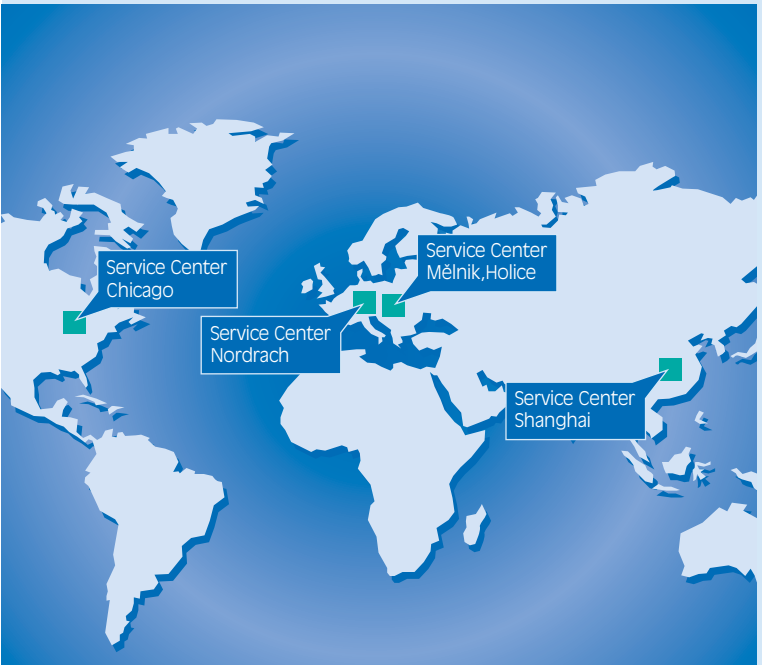 Service Center
Mělnik,Holice
Service Center
Chicago
Service Center
Nordrach
Service Center
Shanghai